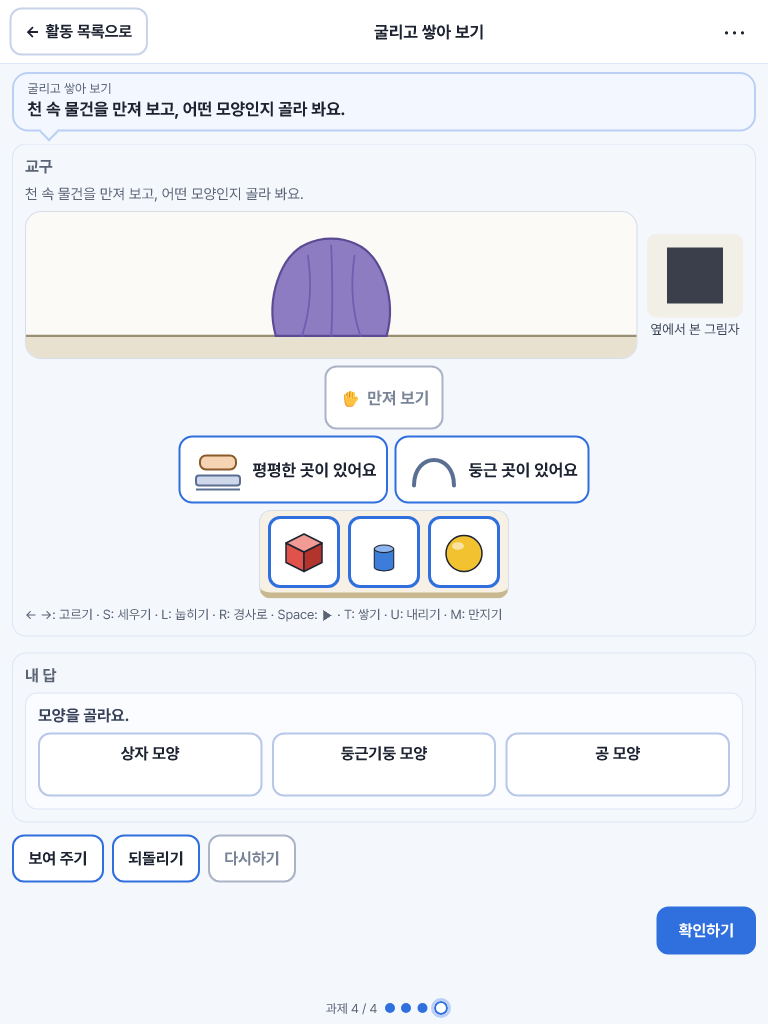 ← 활동 목록으로
굴리고 쌓아 보기
굴리고 쌓아 보기
천 속 물건을 만져 보고, 어떤 모양인지 골라 봐요.
교구
천 속 물건을 만져 보고, 어떤 모양인지 골라 봐요.
옆에서 본 그림자
만져 보기
평평한 곳이 있어요
둥근 곳이 있어요
← →: 고르기 · S: 세우기 · L: 눕히기 · R: 경사로 · Space: ▶ · T: 쌓기 · U: 내리기 · M: 만지기
내 답
모양을 골라요.
상자 모양
둥근기둥 모양
공 모양
보여 주기
되돌리기
다시하기
확인하기
과제 4 / 4